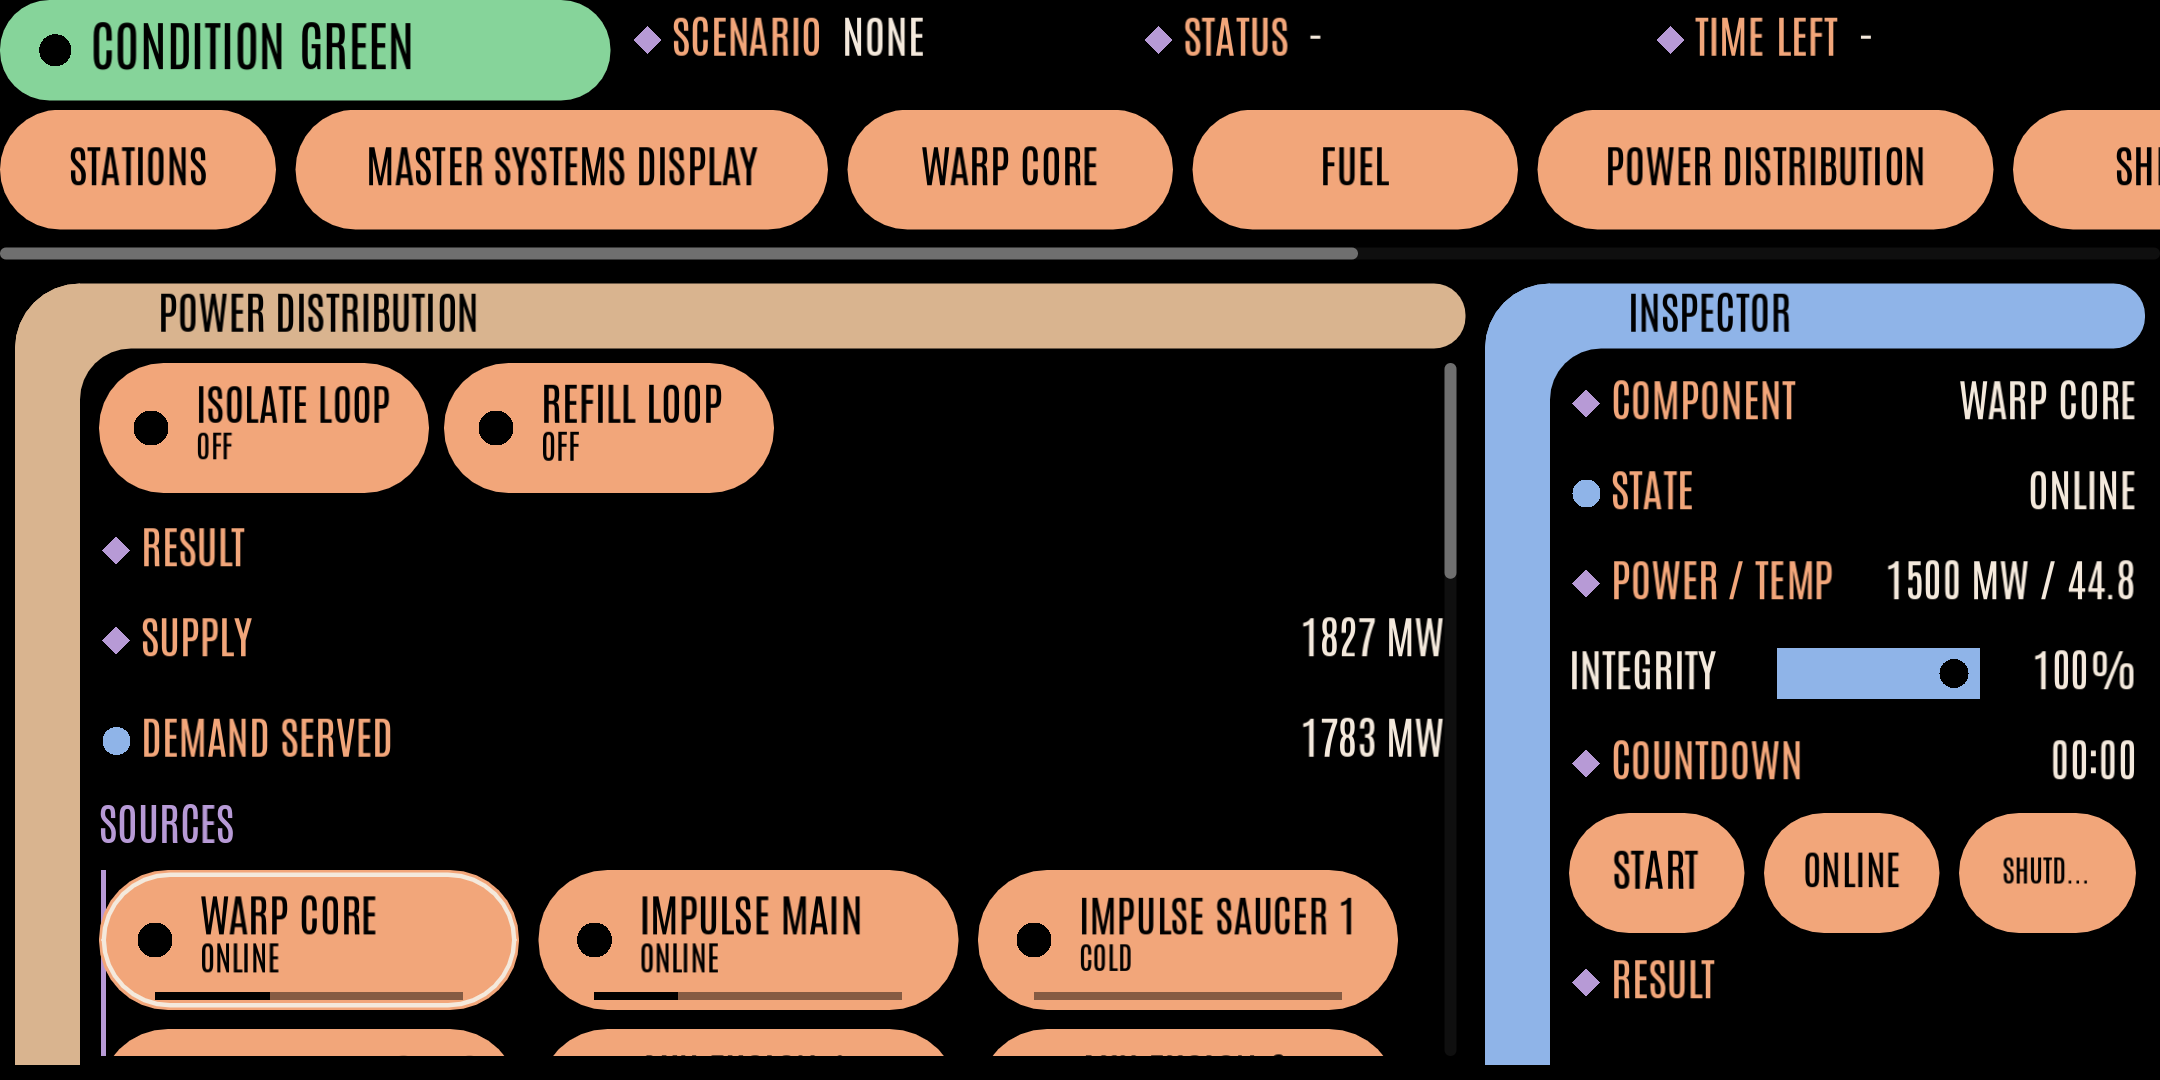 CONDITION GREEN
SCENARIO NONE
STATUS -
TIME LEFT -
STATIONS
MASTER SYSTEMS DISPLAY
WARP CORE
FUEL
POWER DISTRIBUTION
POWER DISTRIBUTION
ISOLATE LOOP
OFF
REFILL LOOP
OFF
RESULT
SUPPLY 1827 MW
DEMAND SERVED 1783 MW
SOURCES
WARP CORE
ONLINE
IMPULSE MAIN
ONLINE
IMPULSE SAUCER 1
COLD
INSPECTOR
COMPONENT WARP CORE
STATE ONLINE
POWER / TEMP 1500 MW / 44.8
INTEGRITY 100%
COUNTDOWN 00:00
START
ONLINE
SHUTD...
RESULT